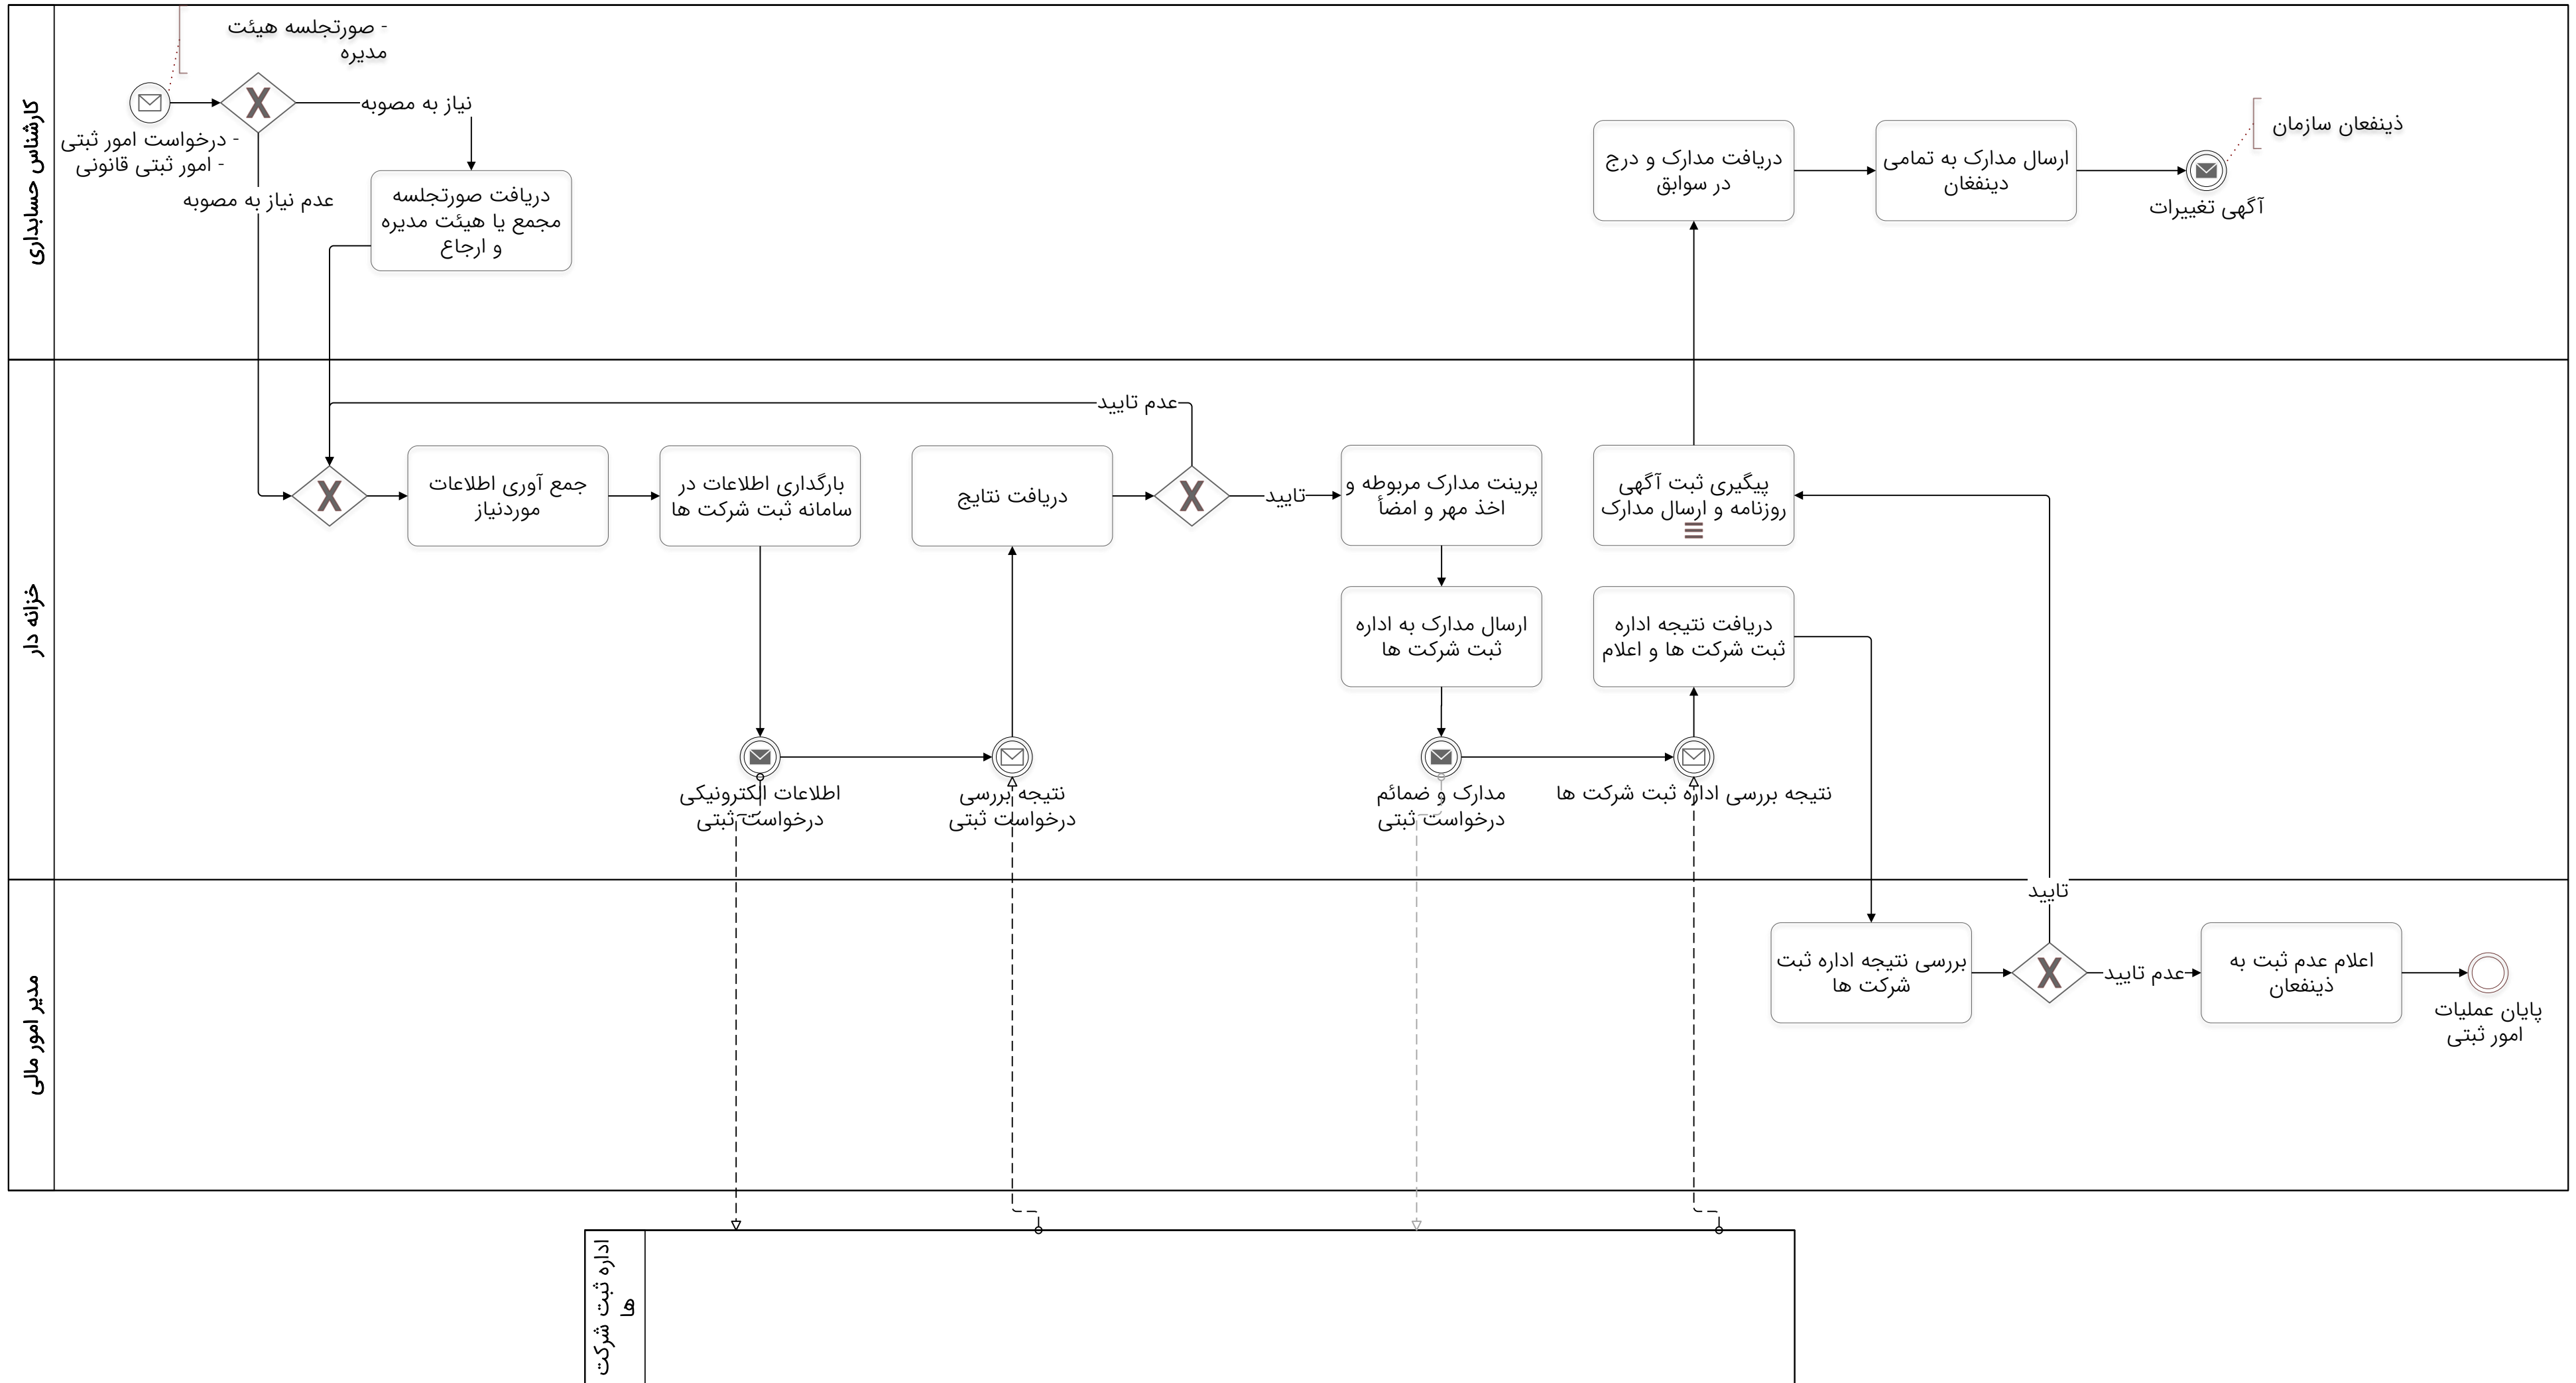 کارشناس حسابداری
- صورتجلسه هیئت
مدیره
- درخواست امور ثبتی
- امور ثبتی قانونی
نیاز به مصوبه
عدم نیاز به مصوبه
دریافت صورتجلسه
مجمع یا هیئت مدیره
و ارجاع
دریافت مدارک و درج
در سوابق
ارسال مدارک به تمامی
دینفغان
آگهی تغییرات
ذینفعان سازمان
خزانه دار
جمع آوری اطلاعات
موردنیاز
بارگداری اطلاعات در
سامانه ثبت شرکت ها
دریافت نتایج
عدم تایید
تایید
پرینت مدارک مربوطه و
اخذ مهر و امضأ
ارسال مدارک به اداره
ثبت شرکت ها
پیگیری ثبت آگهی
روزنامه و ارسال مدارک
دریافت نتیجه اداره
ثبت شرکت ها و اعلام
اطلاعات الکترونیکی
درخواست ثبتی
نتیجه بررسی
درخواست ثبتی
مدارک و ضمائم
درخواست ثبتی
نتیجه بررسی اداره ثبت شرکت ها
مدیر امور مالی
تایید
بررسی نتیجه اداره ثبت
شرکت ها
عدم تایید
اعلام عدم ثبت به
ذینفعان
پایان عملیات
امور ثبتی
اداره ثبت شرکت
ها